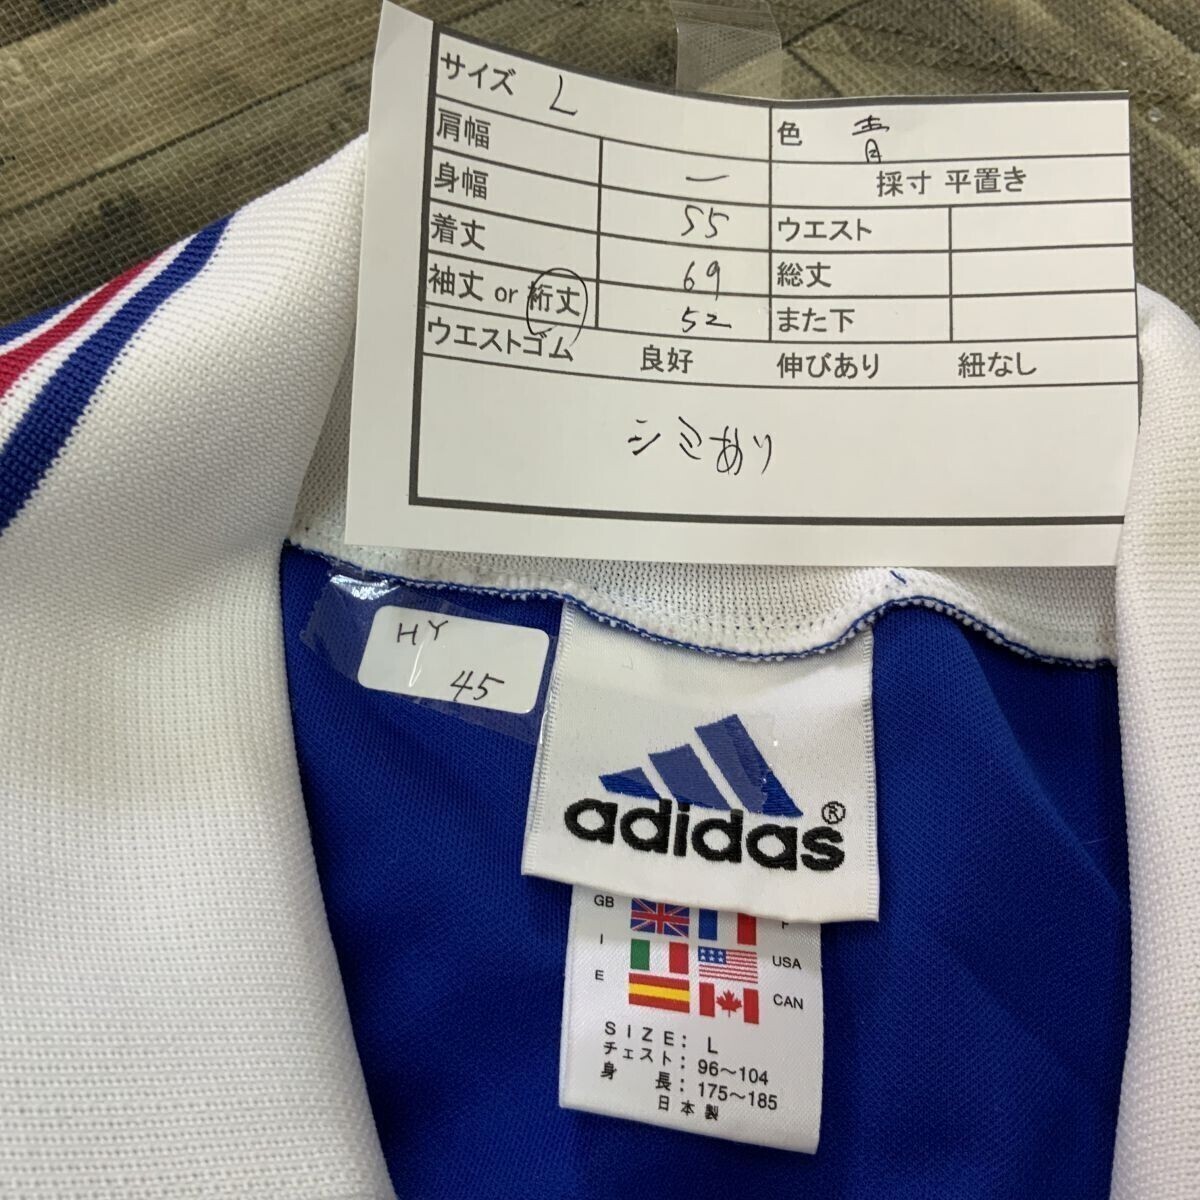 サイズ L
肩幅 ー 色 青
身幅 55 採寸 平置き
着丈 69 ウエスト
袖丈 or 裄丈 52 総丈
また下
ウエストゴム 良好 伸びあり 紐なし
シミあり
HY
45
adidas®
GB F
I USA
E CAN
SIZE: L
チェスト: 96～104
身長: 175～185
日本製